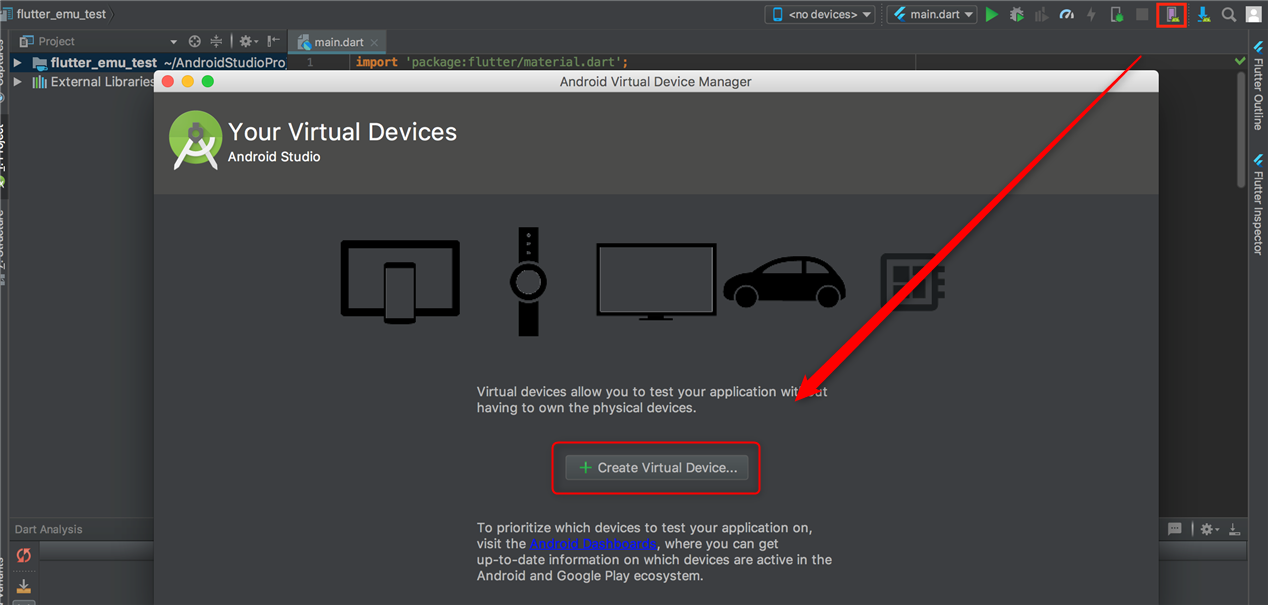 flutter_emu_test
<no devices>
main.dart
Project
main.dart
flutter_emu_test ~/AndroidStudioPro
1
import 'package:flutter/material.dart';
External Libraries
Android Virtual Device Manager
Your Virtual Devices
Android Studio
Virtual devices allow you to test your application without
having to own the physical devices.
Create Virtual Device...
To prioritize which devices to test your application on,
visit the Android Dashboards, where you can get
up-to-date information on which devices are active in the
Android and Google Play ecosystem.
Dart Analysis
Flutter Outline
Flutter Inspector